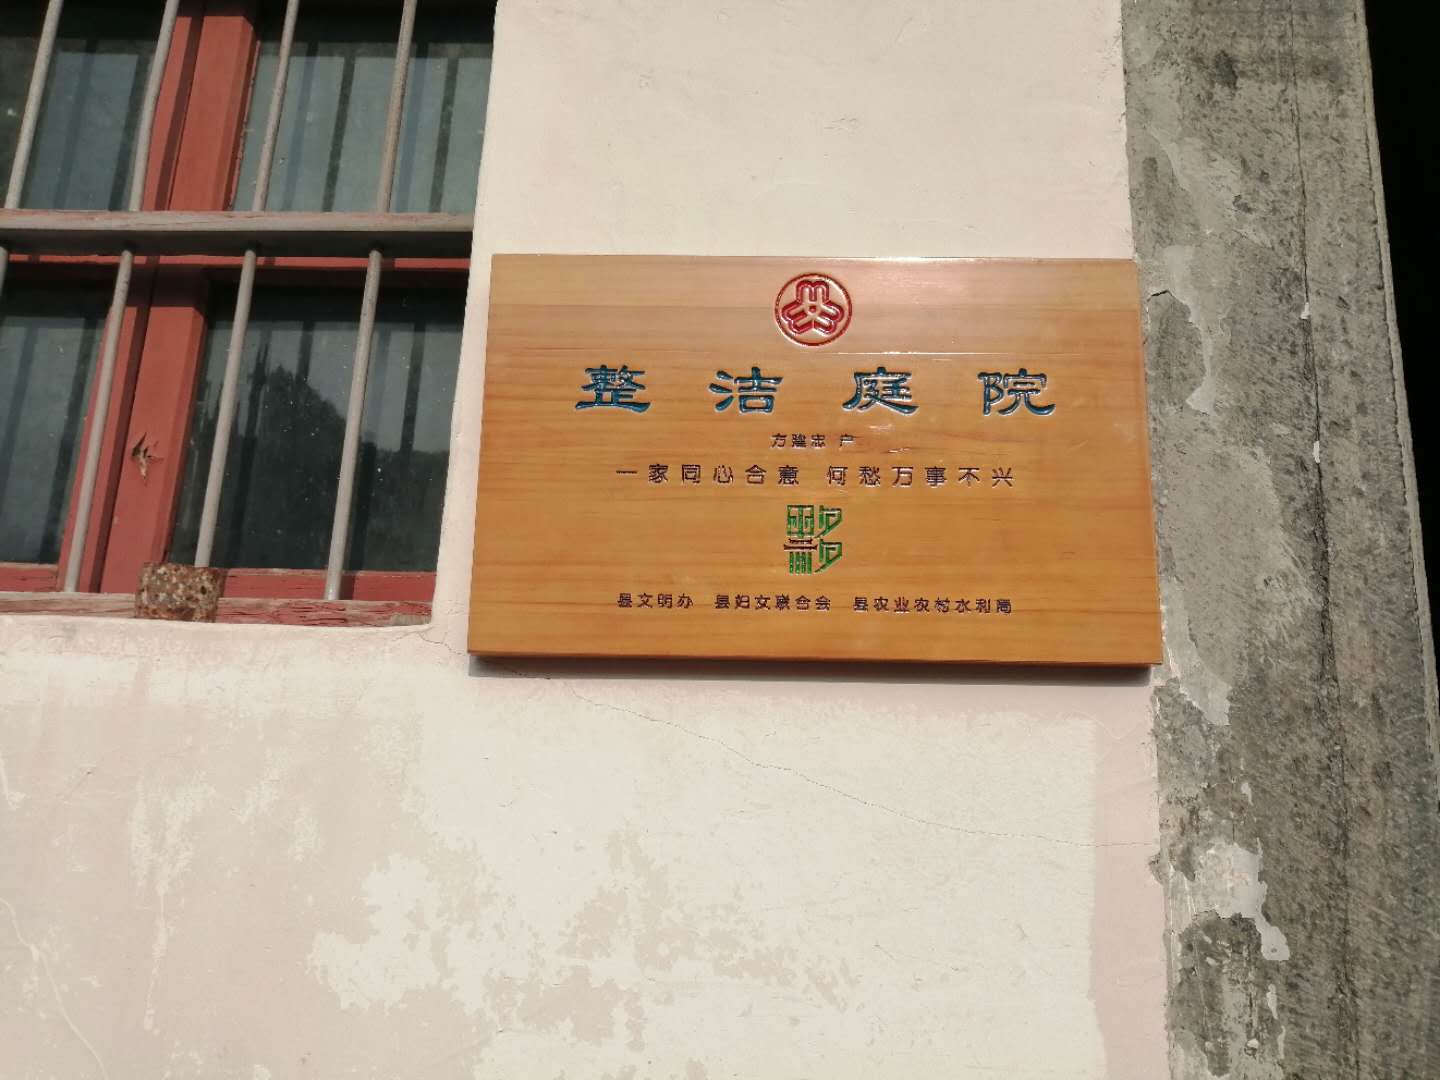 整洁庭院
方建忠 户
一家同心合意 何愁万事不兴
县文明办 县妇女联合会 县农业农村水利局